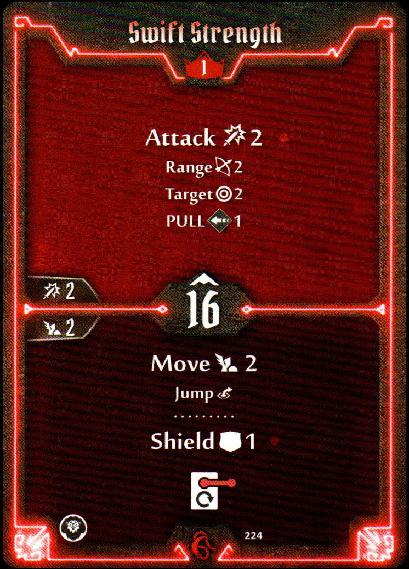 Swift Strength
1
Attack 2
Range 2
Target 2
PULL 1
2
16
2
Move 2
Jump
Shield 1
224